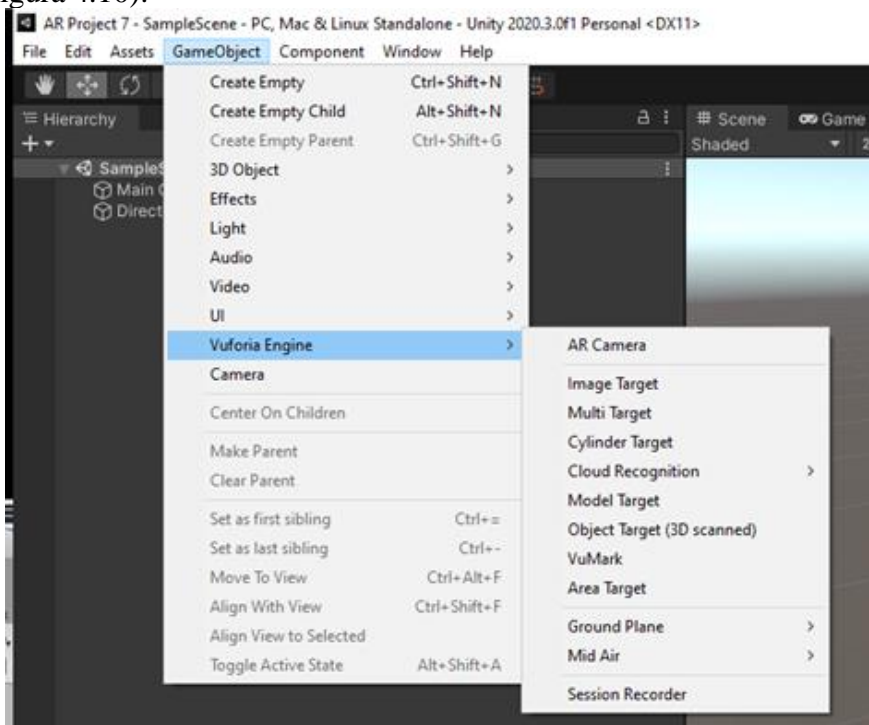 4.10).
AR Project 7 - SampleScene - PC, Mac & Linux Standalone - Unity 2020.3.0f1 Personal <DX11>
File Edit Assets GameObject Component Window Help
Hierarchy
Scene Game
Shaded 2
SampleS
Main
Direct
Create Empty Ctrl+Shift+N
Create Empty Child Alt+Shift+N
Create Empty Parent Ctrl+Shift+G
3D Object
Effects
Light
Audio
Video
UI
Vuforia Engine
Camera
Center On Children
Make Parent
Clear Parent
Set as first sibling Ctrl+=
Set as last sibling Ctrl+-
Move To View Ctrl+Alt+F
Align With View Ctrl+Shift+F
Align View to Selected
Toggle Active State Alt+Shift+A
AR Camera
Image Target
Multi Target
Cylinder Target
Cloud Recognition
Model Target
Object Target (3D scanned)
VuMark
Area Target
Ground Plane
Mid Air
Session Recorder